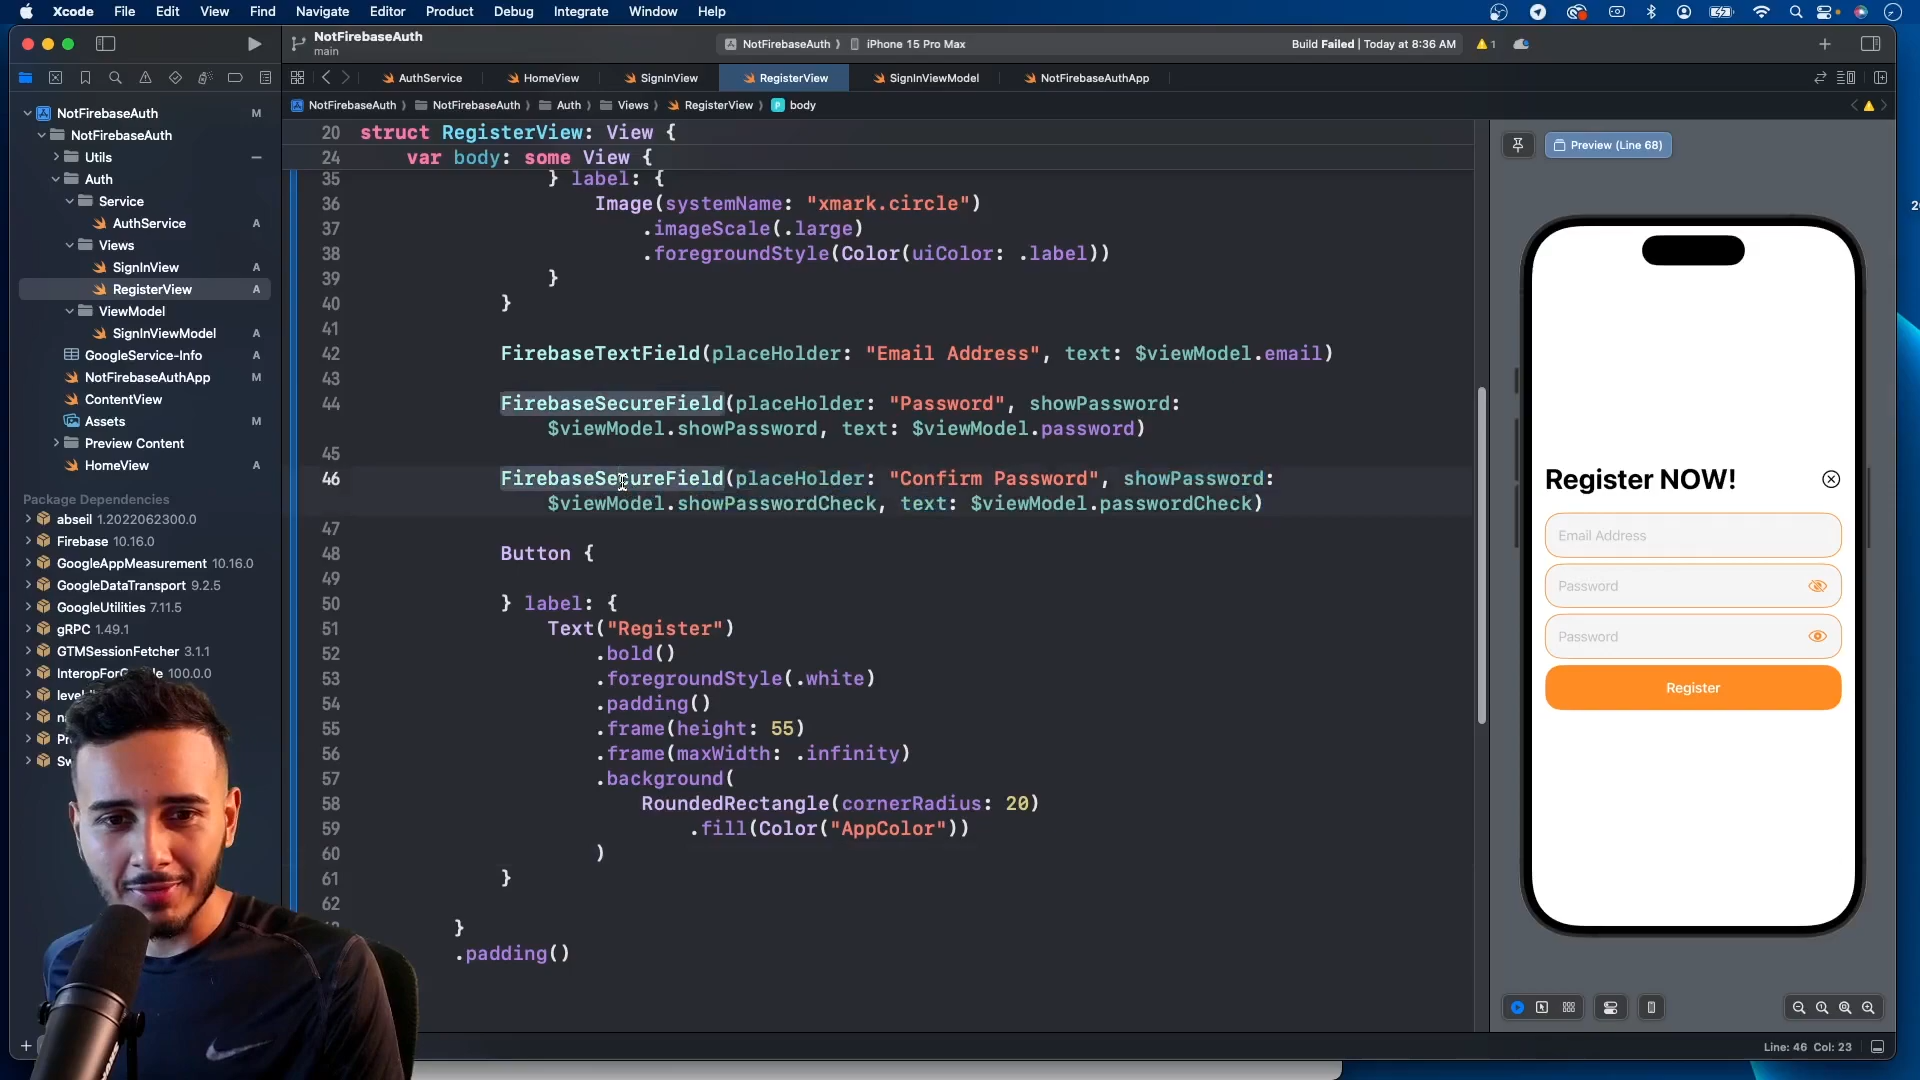 Xcode File Edit View Find Navigate Editor Product Debug Integrate Window Help
NotFirebaseAuth
main
NotFirebaseAuth iPhone 15 Pro Max
Build Failed | Today at 8:36 AM
1
AuthService HomeView SignInView RegisterView SignInViewModel NotFirebaseAuthApp
NotFirebaseAuth NotFirebaseAuth Auth Views RegisterView body
NotFirebaseAuth M
NotFirebaseAuth
Utils
Auth
Service
AuthService A
Views
SignInView A
RegisterView A
ViewModel
SignInViewModel A
GoogleService-Info A
NotFirebaseAuthApp M
ContentView
Assets M
Preview Content
HomeView A
Package Dependencies
abseil 1.2022062300.0
Firebase 10.16.0
GoogleAppMeasurement 10.16.0
GoogleDataTransport 9.2.5
GoogleUtilities 7.11.5
gRPC 1.49.1
GTMSessionFetcher 3.1.1
100.0.0
20 struct RegisterView: View {
24 var body: some View {
35 } label: {
36 Image(systemName: "xmark.circle")
37 .imageScale(.large)
38 .foregroundStyle(Color(uiColor: .label))
39 }
40 }
41
42 FirebaseTextField(placeHolder: "Email Address", text: $viewModel.email)
43
44 FirebaseSecureField(placeHolder: "Password", showPassword:
$viewModel.showPassword, text: $viewModel.password)
45
46 FirebaseSecureField(placeHolder: "Confirm Password", showPassword:
$viewModel.showPasswordCheck, text: $viewModel.passwordCheck)
47
48 Button {
49
50 } label: {
51 Text("Register")
52 .bold()
53 .foregroundStyle(.white)
54 .padding()
55 .frame(height: 55)
56 .frame(maxWidth: .infinity)
57 .background(
58 RoundedRectangle(cornerRadius: 20)
59 .fill(Color("AppColor"))
60 )
61 }
62
}
.padding()
Preview (Line 68)
Register NOW!
Email Address
Password
Password
Register
Line: 46 Col: 23